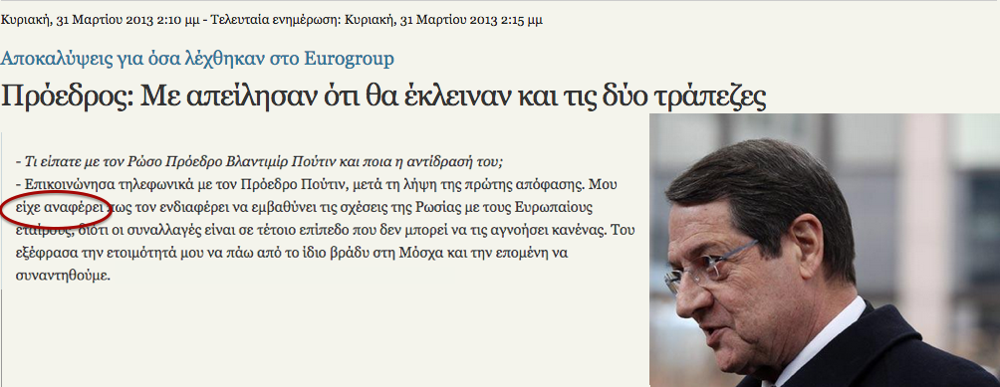 Κυριακή, 31 Μαρτίου 2013 2:10 μμ - Τελευταία ενημέρωση: Κυριακή, 31 Μαρτίου 2013 2:15 μμ
Αποκαλύψεις για όσα λέχθηκαν στο Eurogroup
Πρόεδρος: Με απείλησαν ότι θα έκλειναν και τις δύο τράπεζες
- Τι είπατε με τον Ρώσο Πρόεδρο Βλαντιμίρ Πούτιν και ποια η αντίδρασή του;
- Επικοινώνησα τηλεφωνικά με τον Πρόεδρο Πούτιν, μετά τη λήψη της πρώτης απόφασης. Μου
είχε αναφέρει πως τον ενδιαφέρει να εμβαθύνει τις σχέσεις της Ρωσίας με τους Ευρωπαίους
εταίρους, διότι οι συναλλαγές είναι σε τέτοιο επίπεδο που δεν μπορεί να τις αγνοήσει κανένας. Του
εξέφρασα την ετοιμότητά μου να πάω από το ίδιο βράδυ στη Μόσχα και την επομένη να
συναντηθούμε.